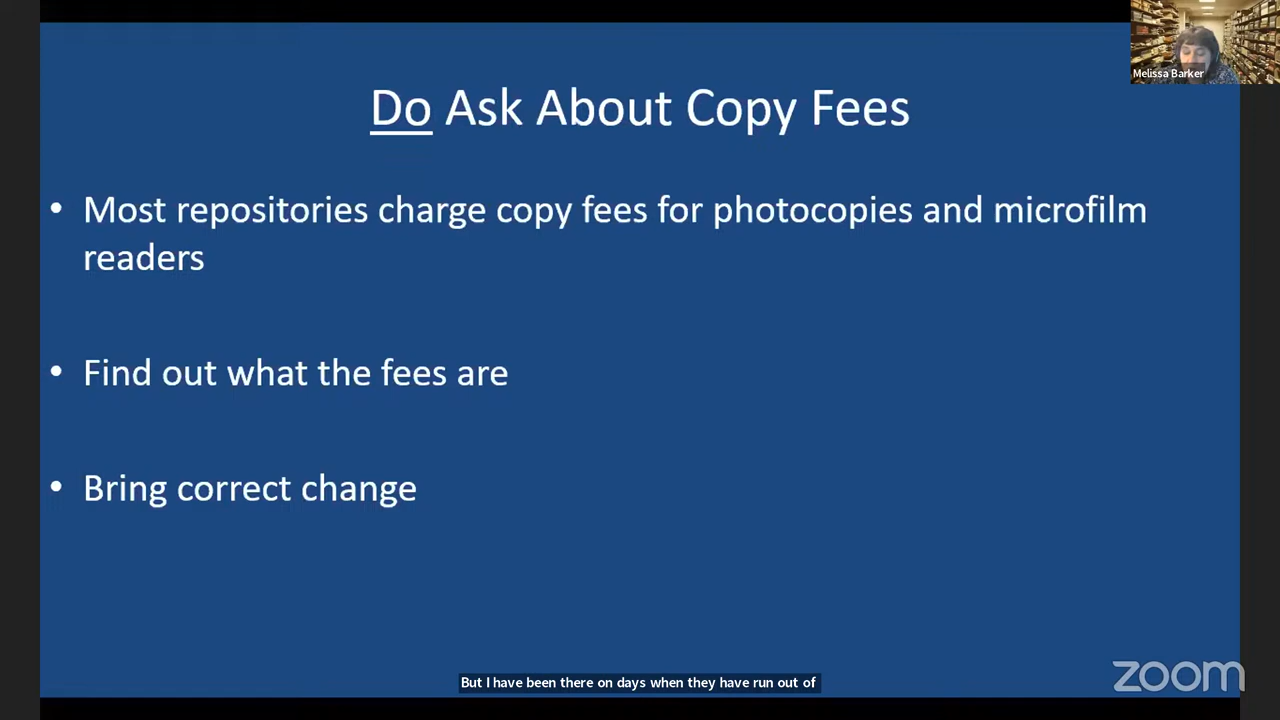 Melissa Barker
Do Ask About Copy Fees
• Most repositories charge copy fees for photocopies and microfilm
readers
• Find out what the fees are
• Bring correct change
But I have been there on days when they have run out of
zoom